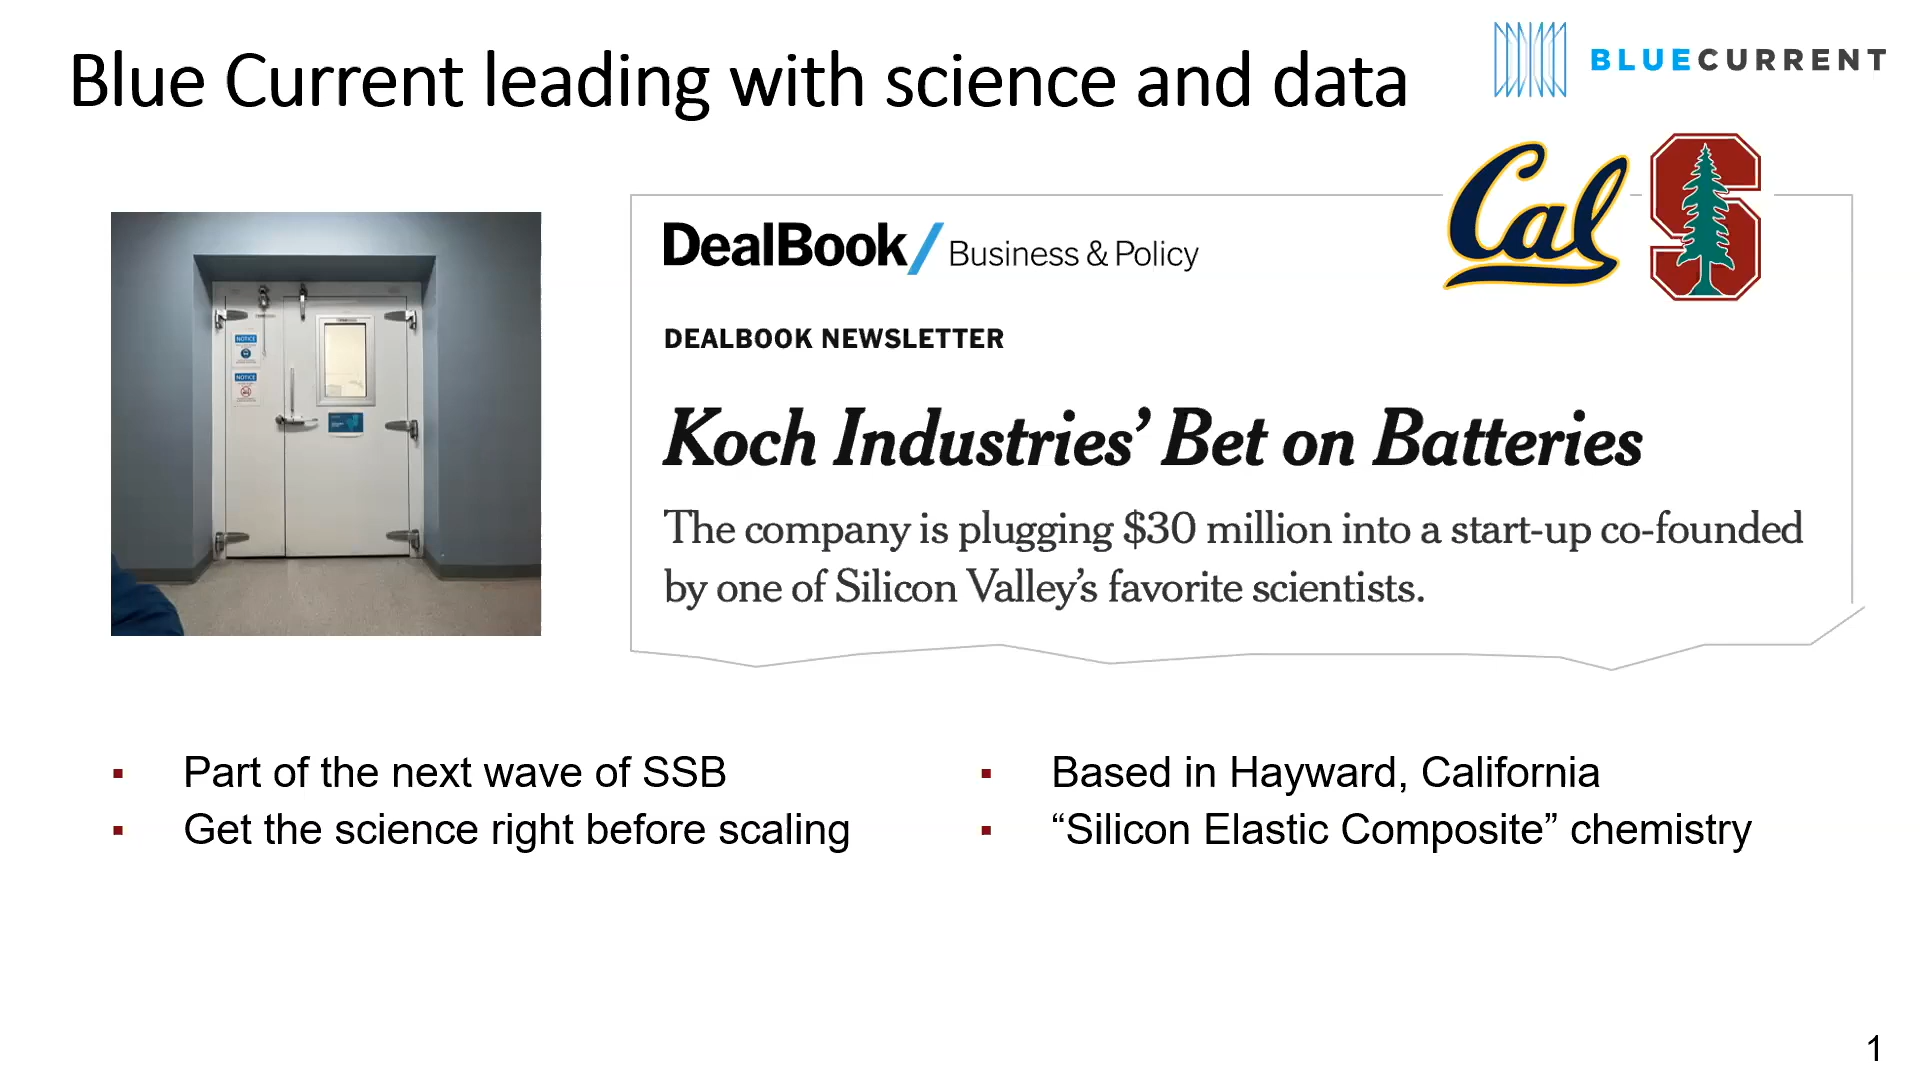 Blue Current leading with science and data
BLUECURRENT
Cal
S
DealBook/ Business & Policy
DEALBOOK NEWSLETTER
Koch Industries’ Bet on Batteries
The company is plugging $30 million into a start-up co-founded
by one of Silicon Valley’s favorite scientists.
NOTICE
NOTICE
▪ Part of the next wave of SSB
▪ Get the science right before scaling
▪ Based in Hayward, California
▪ “Silicon Elastic Composite” chemistry
1